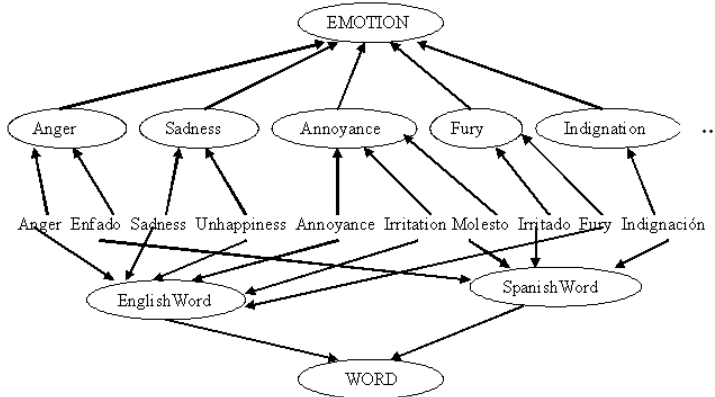 EMOTION
Anger Sadness Annoyance Fury Indignation ..
Anger Enfado Sadness Unhappiness Annoyance Irritation Molesto Irritado Fury Indignación
EnglishWord SpanishWord
WORD